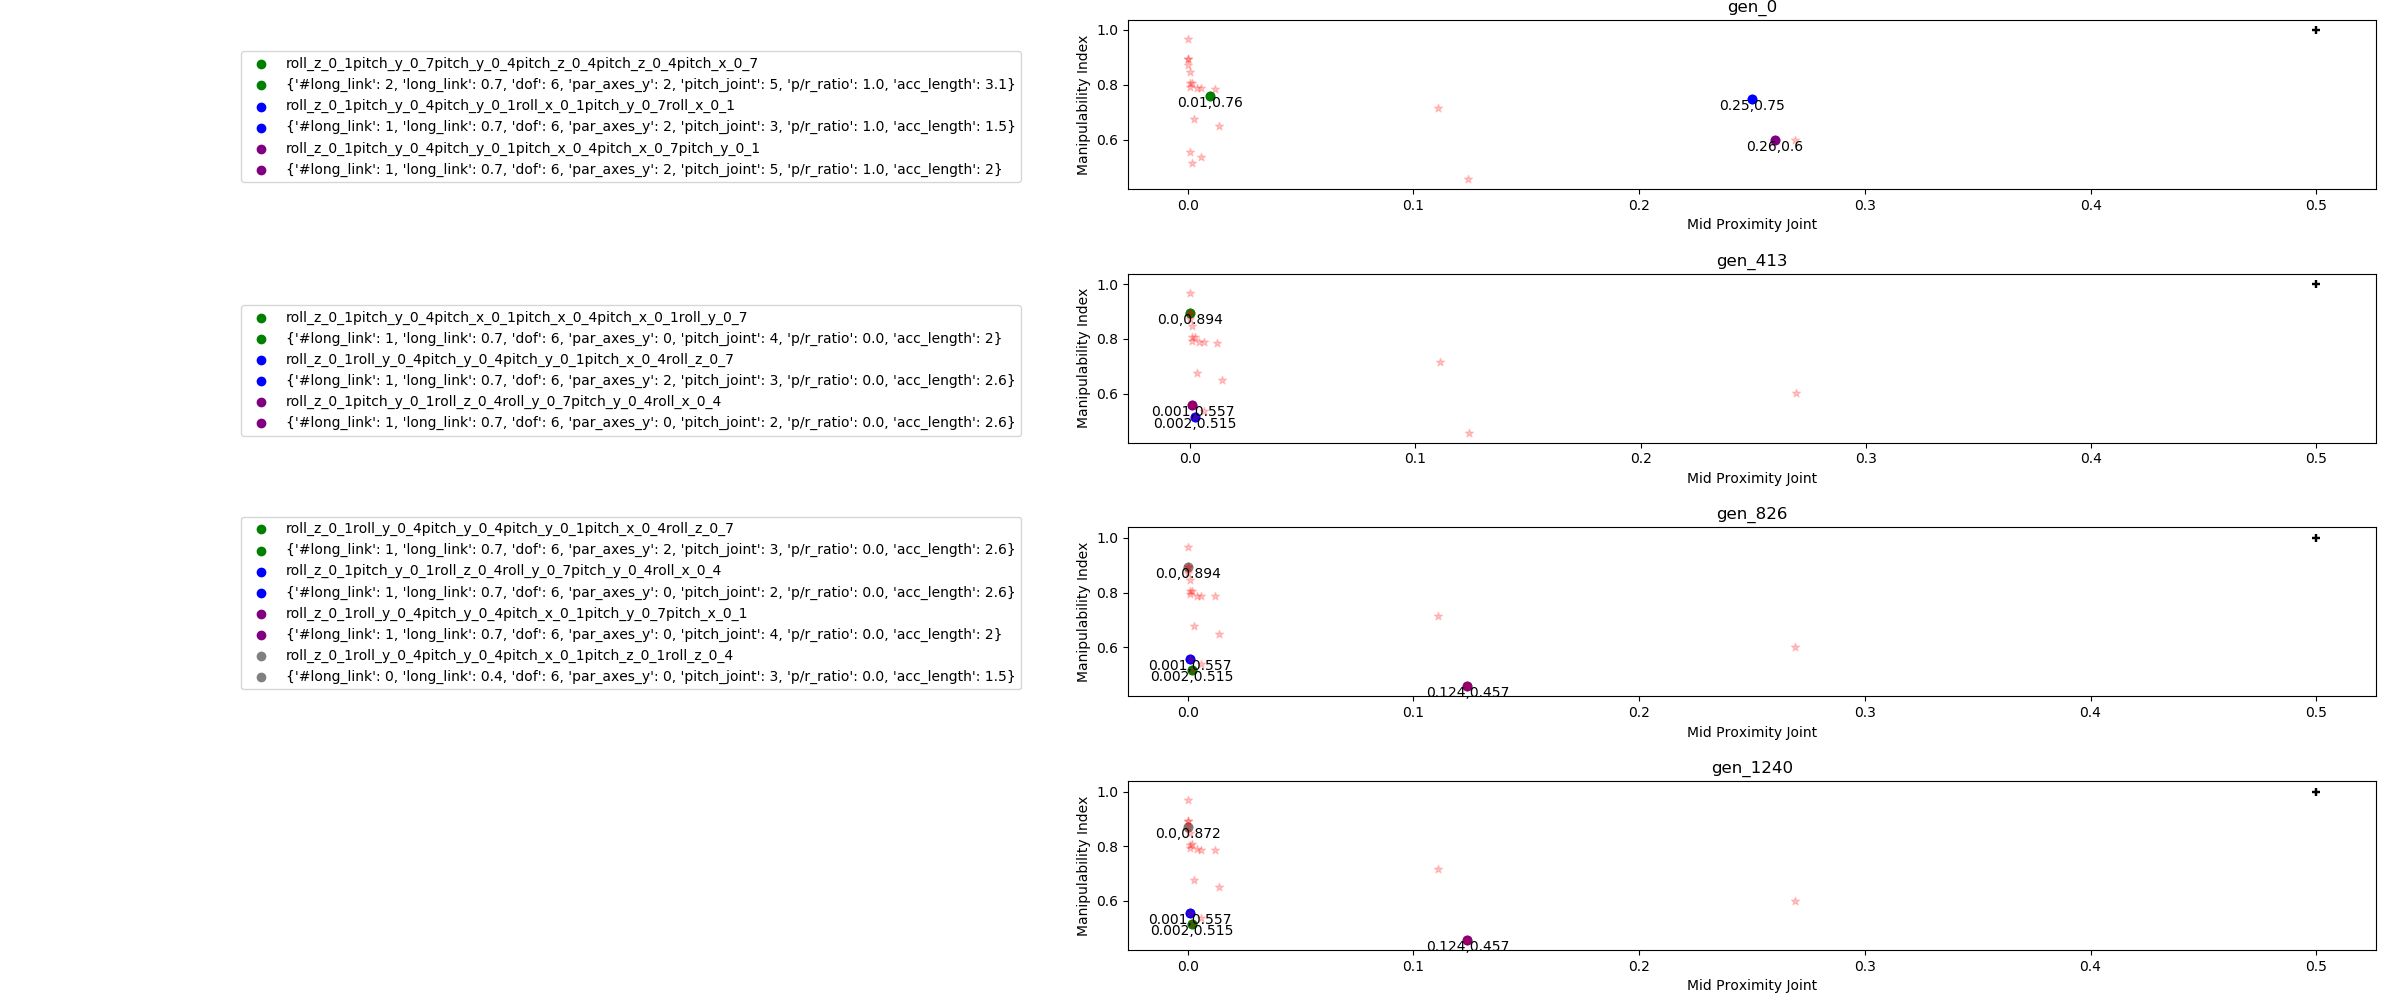 gen_0
roll_z_0_1pitch_y_0_7pitch_y_0_4pitch_z_0_4pitch_z_0_4pitch_x_0_7
{'#long_link': 2, 'long_link': 0.7, 'dof': 6, 'par_axes_y': 2, 'pitch_joint': 5, 'p/r_ratio': 1.0, 'acc_length': 3.1}
roll_z_0_1pitch_y_0_4pitch_y_0_1roll_x_0_1pitch_y_0_7roll_x_0_1
{'#long_link': 1, 'long_link': 0.7, 'dof': 6, 'par_axes_y': 2, 'pitch_joint': 3, 'p/r_ratio': 1.0, 'acc_length': 1.5}
roll_z_0_1pitch_y_0_4pitch_y_0_1pitch_x_0_4pitch_x_0_7pitch_y_0_1
{'#long_link': 1, 'long_link': 0.7, 'dof': 6, 'par_axes_y': 2, 'pitch_joint': 5, 'p/r_ratio': 1.0, 'acc_length': 2}
Manipulability Index
1.0
0.8
0.6
0.01,0.76
0.25,0.75
0.26,0.6
0.0 0.1 0.2 0.3 0.4 0.5
Mid Proximity Joint
gen_413
roll_z_0_1pitch_y_0_4pitch_x_0_1pitch_x_0_4pitch_x_0_1roll_y_0_7
{'#long_link': 1, 'long_link': 0.7, 'dof': 6, 'par_axes_y': 0, 'pitch_joint': 4, 'p/r_ratio': 0.0, 'acc_length': 2}
roll_z_0_1roll_y_0_4pitch_y_0_4pitch_y_0_1pitch_x_0_4roll_z_0_7
{'#long_link': 1, 'long_link': 0.7, 'dof': 6, 'par_axes_y': 2, 'pitch_joint': 3, 'p/r_ratio': 0.0, 'acc_length': 2.6}
roll_z_0_1pitch_y_0_1roll_z_0_4roll_y_0_7pitch_y_0_4roll_x_0_4
{'#long_link': 1, 'long_link': 0.7, 'dof': 6, 'par_axes_y': 0, 'pitch_joint': 2, 'p/r_ratio': 0.0, 'acc_length': 2.6}
Manipulability Index
1.0
0.8
0.6
0.0,0.894
0.001,0.557
0.002,0.515
0.0 0.1 0.2 0.3 0.4 0.5
Mid Proximity Joint
gen_826
roll_z_0_1roll_y_0_4pitch_y_0_4pitch_y_0_1pitch_x_0_4roll_z_0_7
{'#long_link': 1, 'long_link': 0.7, 'dof': 6, 'par_axes_y': 2, 'pitch_joint': 3, 'p/r_ratio': 0.0, 'acc_length': 2.6}
roll_z_0_1pitch_y_0_1roll_z_0_4roll_y_0_7pitch_y_0_4roll_x_0_4
{'#long_link': 1, 'long_link': 0.7, 'dof': 6, 'par_axes_y': 0, 'pitch_joint': 2, 'p/r_ratio': 0.0, 'acc_length': 2.6}
roll_z_0_1roll_y_0_4pitch_y_0_4pitch_x_0_1pitch_y_0_7pitch_x_0_1
{'#long_link': 1, 'long_link': 0.7, 'dof': 6, 'par_axes_y': 0, 'pitch_joint': 4, 'p/r_ratio': 0.0, 'acc_length': 2}
roll_z_0_1roll_y_0_4pitch_y_0_4pitch_x_0_1pitch_z_0_1roll_z_0_4
{'#long_link': 0, 'long_link': 0.4, 'dof': 6, 'par_axes_y': 0, 'pitch_joint': 3, 'p/r_ratio': 0.0, 'acc_length': 1.5}
Manipulability Index
1.0
0.8
0.6
0.0,0.894
0.001,0.557
0.002,0.515
0.124,0.457
0.0 0.1 0.2 0.3 0.4 0.5
Mid Proximity Joint
gen_1240
Manipulability Index
1.0
0.8
0.6
0.0,0.872
0.001,0.557
0.002,0.515
0.124,0.457
0.0 0.1 0.2 0.3 0.4 0.5
Mid Proximity Joint